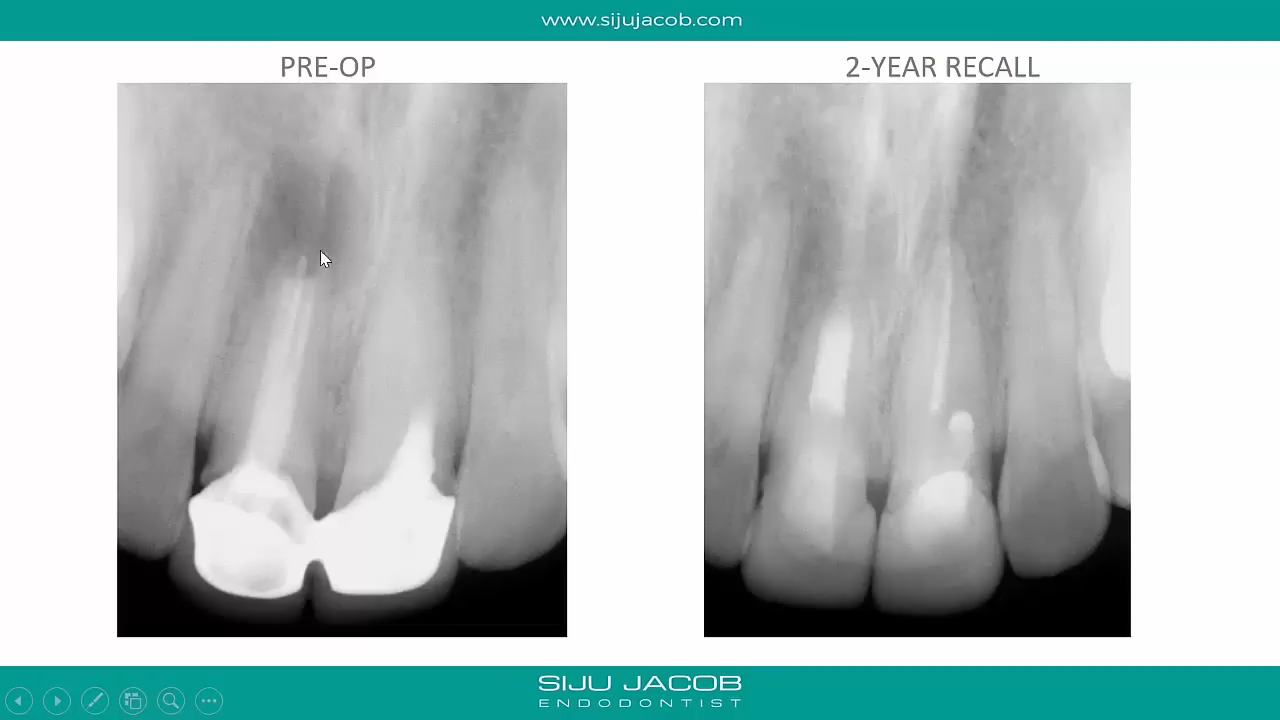 www.sijujacob.com
PRE-OP
2-YEAR RECALL
SIJU JACOB
ENDODONTIST